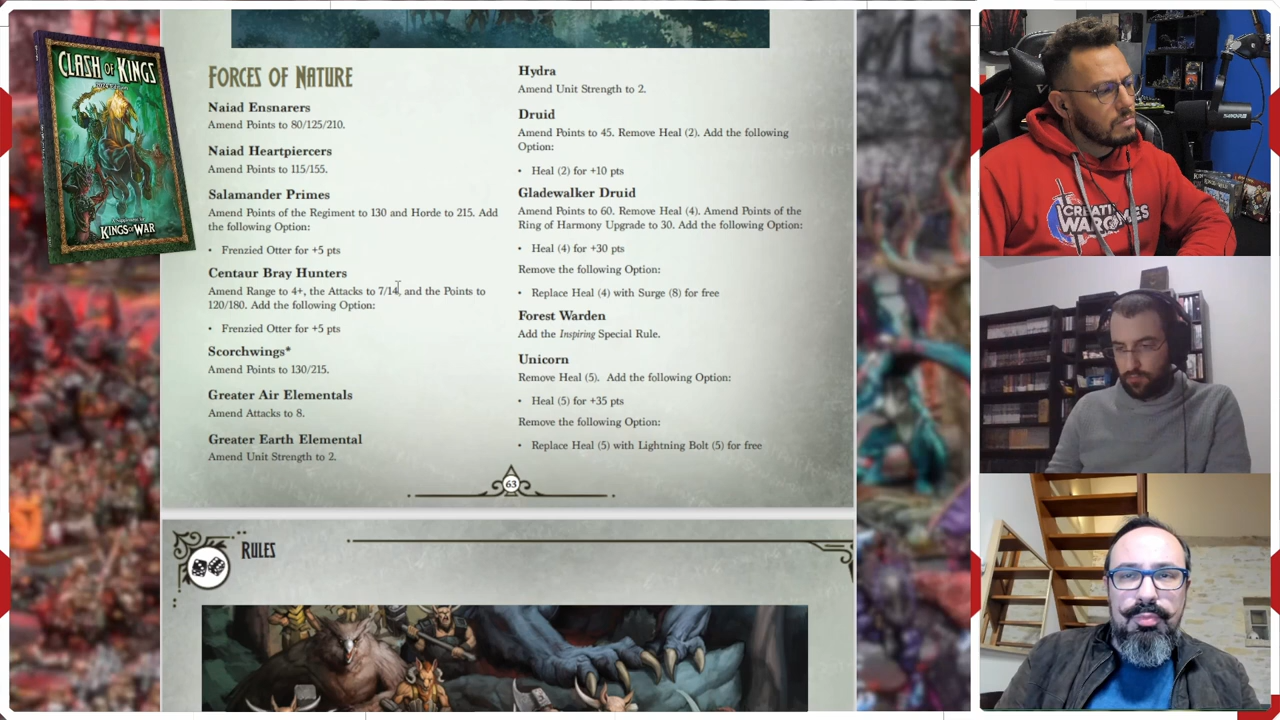 CLASH OF KINGS
KINGS OF WAR
FORCES OF NATURE
Naiad Ensnarers
Amend Points to 80/125/210.
Naiad Heartpiercers
Amend Points to 115/155.
Salamander Primes
Amend Points of the Regiment to 130 and Horde to 215. Add
the following Option:
• Frenzied Otter for +5 pts
Centaur Bray Hunters
Amend Range to 4+, the Attacks to 7/14, and the Points to
120/180. Add the following Option:
• Frenzied Otter for +5 pts
Scorchwings*
Amend Points to 130/215.
Greater Air Elementals
Amend Attacks to 8.
Greater Earth Elemental
Amend Unit Strength to 2.
Hydra
Amend Unit Strength to 2.
Druid
Amend Points to 45. Remove Heal (2). Add the following
Option:
• Heal (2) for +10 pts
Gladewalker Druid
Amend Points to 60. Remove Heal (4). Amend Points of the
Ring of Harmony Upgrade to 30. Add the following Option:
• Heal (4) for +30 pts
Remove the following Option:
• Replace Heal (4) with Surge (8) for free
Forest Warden
Add the Inspiring Special Rule.
Unicorn
Remove Heal (5). Add the following Option:
• Heal (5) for +35 pts
Remove the following Option:
• Replace Heal (5) with Lightning Bolt (5) for free
63
RULES